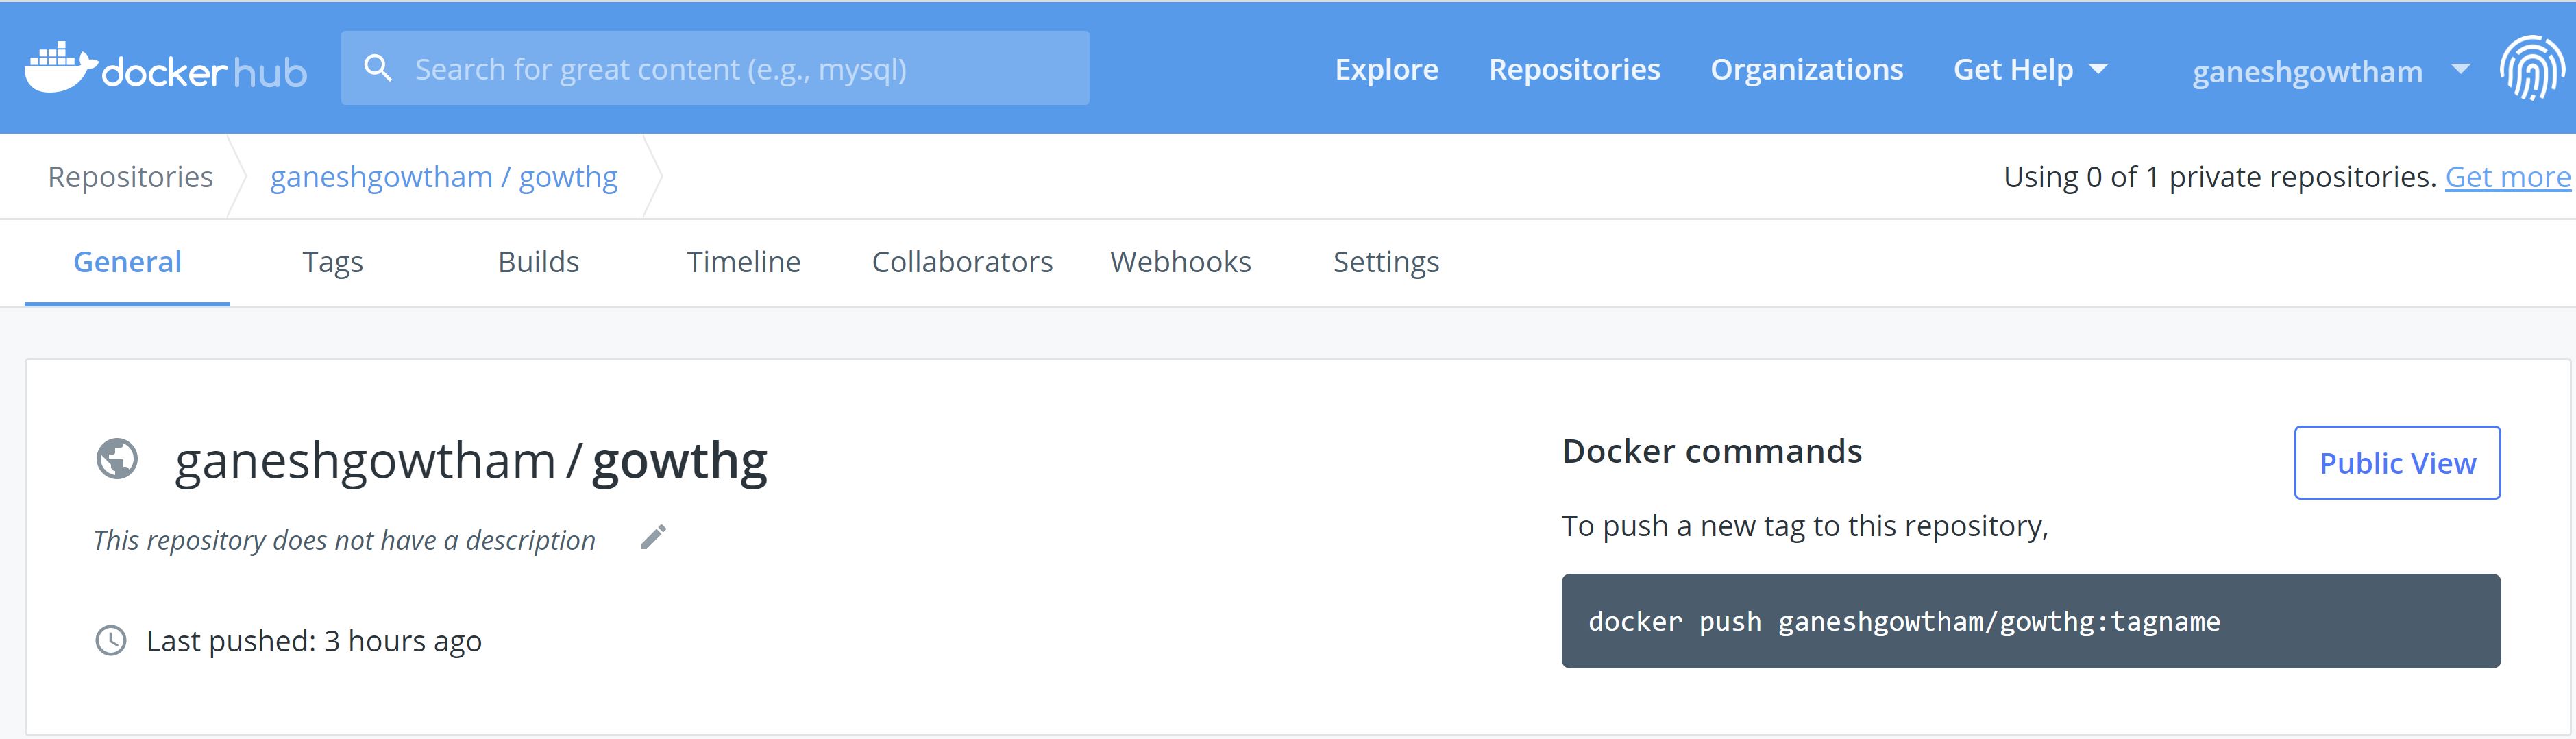 dockerhub
Search for great content (e.g., mysql)
Explore
Repositories
Organizations
Get Help
ganeshgowtham
Repositories
ganeshgowtham / gowthg
Using 0 of 1 private repositories. Get more
General
Tags
Builds
Timeline
Collaborators
Webhooks
Settings
ganeshgowtham / gowthg
This repository does not have a description
Last pushed: 3 hours ago
Docker commands
Public View
To push a new tag to this repository,
docker push ganeshgowtham/gowthg:tagname